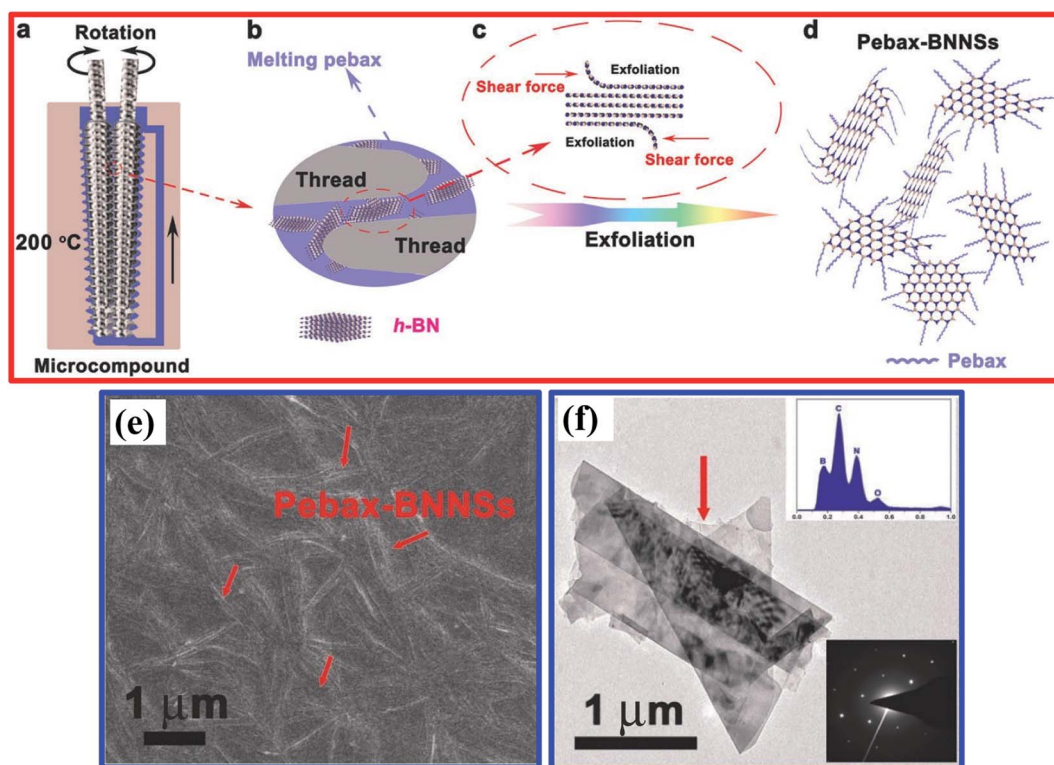 a
Rotation
200 °C
Microcompound
b
Melting pebax
Thread
Thread
h-BN
c
Exfoliation
Shear force
Exfoliation
Shear force
Exfoliation
d
Pebax-BNNSs
Pebax
(e)
Pebax-BNNSs
1 μm
(f)
C
B
N
O
0.0 0.2 0.4 0.6 0.8 1.0
1 μm